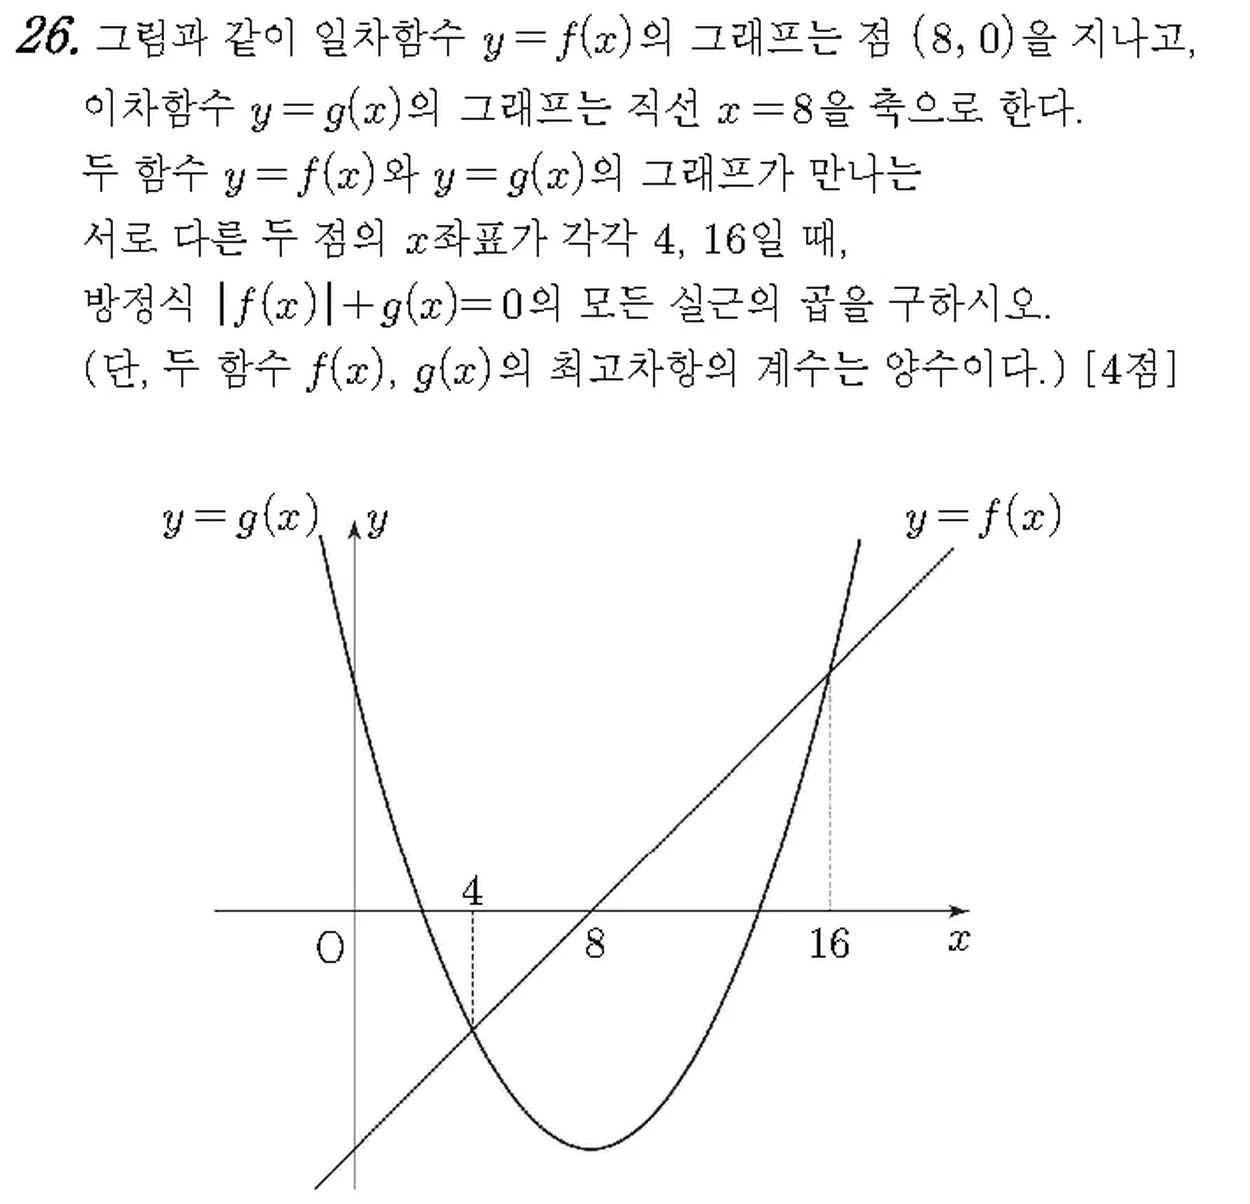 26. 그림과 같이 일차함수 y=f(x)의 그래프는 점 (8, 0)을 지나고,
이차함수 y=g(x)의 그래프는 직선 x=8을 축으로 한다.
두 함수 y=f(x)와 y=g(x)의 그래프가 만나는
서로 다른 두 점의 x좌표가 각각 4, 16일 때,
방정식 |f(x)|+g(x)=0의 모든 실근의 곱을 구하시오.
(단, 두 함수 f(x), g(x)의 최고차항의 계수는 양수이다.) [4점]
y=g(x) y y=f(x)
4
O 8 16 x